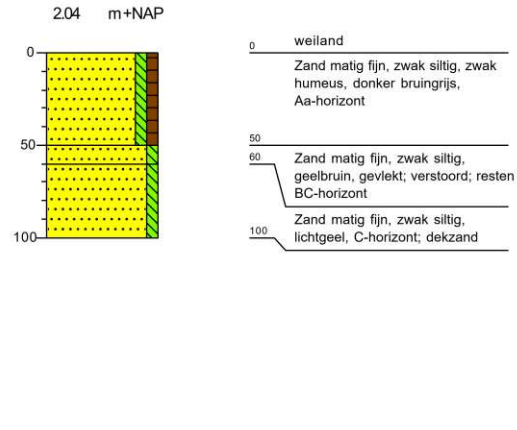 2.04 m+NAP
0
50
100
0
weiland
Zand matig fijn, zwak siltig, zwak
humeus, donker bruingrijs,
Aa-horizont
50
60
Zand matig fijn, zwak siltig,
geelbruin, gevlekt; verstoord; resten
BC-horizont
Zand matig fijn, zwak siltig,
100
lichtgeel, C-horizont; dekzand